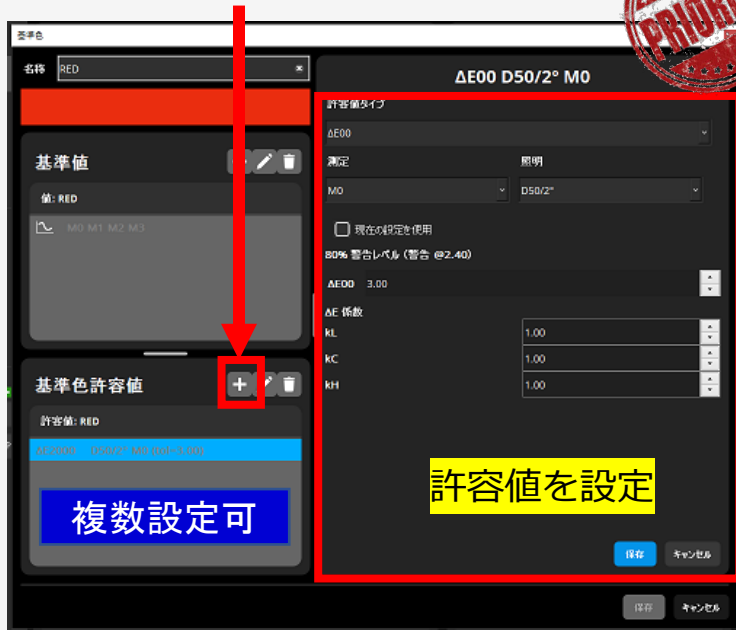 基準色
名称 RED
ΔE00 D50/2° M0
許容値タイプ
ΔE00
基準値
測定 照明
値: RED
M0 D50/2°
M0 M1 M2 M3
現在の設定を使用
80% 警告レベル (警告 @2.40)
ΔE00 3.00
ΔE 係数
kL 1.00
kC 1.00
kH 1.00
基準色許容値
許容値: RED
複数設定可
許容値を設定
保存 キャンセル
保存 キャンセル